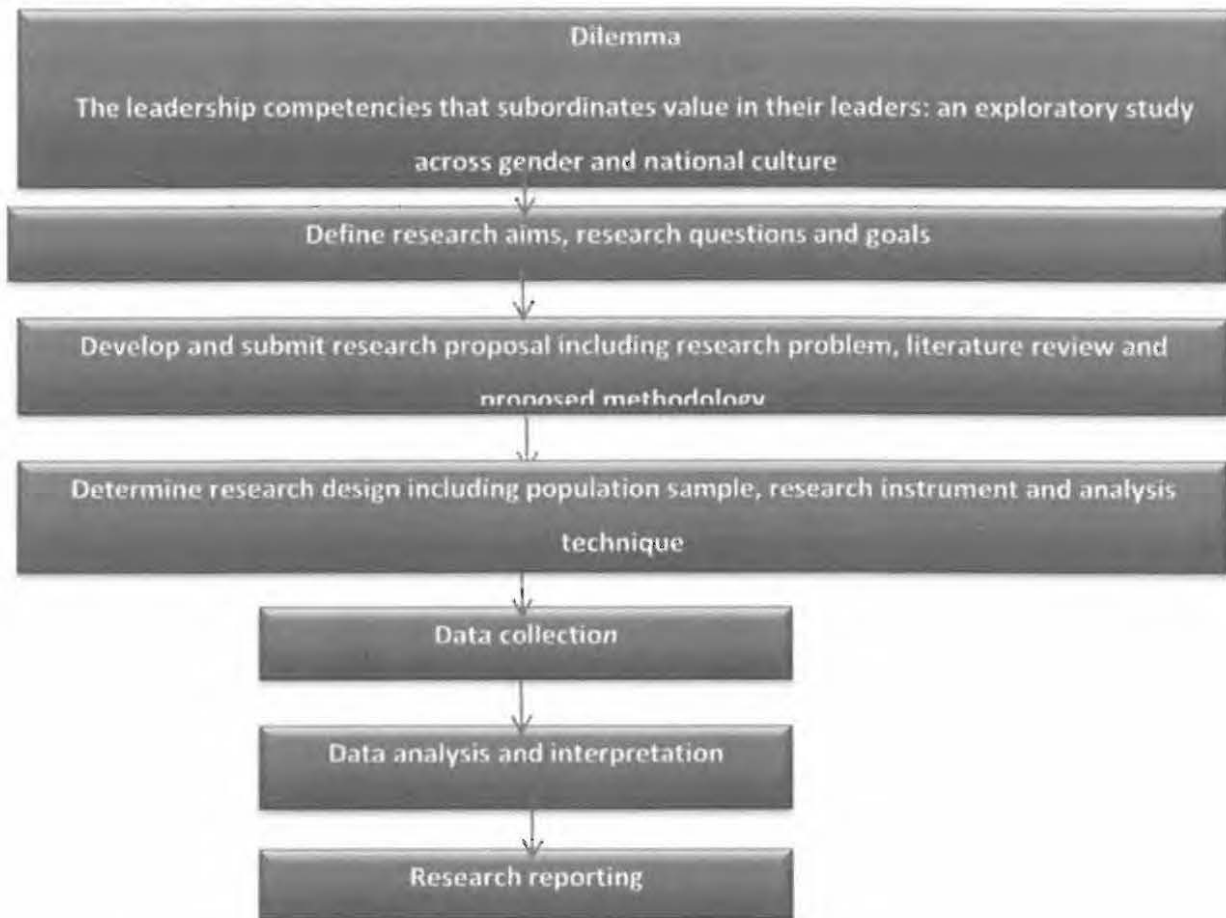 Dilemma
The leadership competencies that subordinates value in their leaders: an exploratory study
across gender and national culture
Define research aims, research questions and goals
Develop and submit research proposal including research problem, literature review and
proposed methodology
Determine research design including population sample, research instrument and analysis
technique
Data collection
Data analysis and interpretation
Research reporting